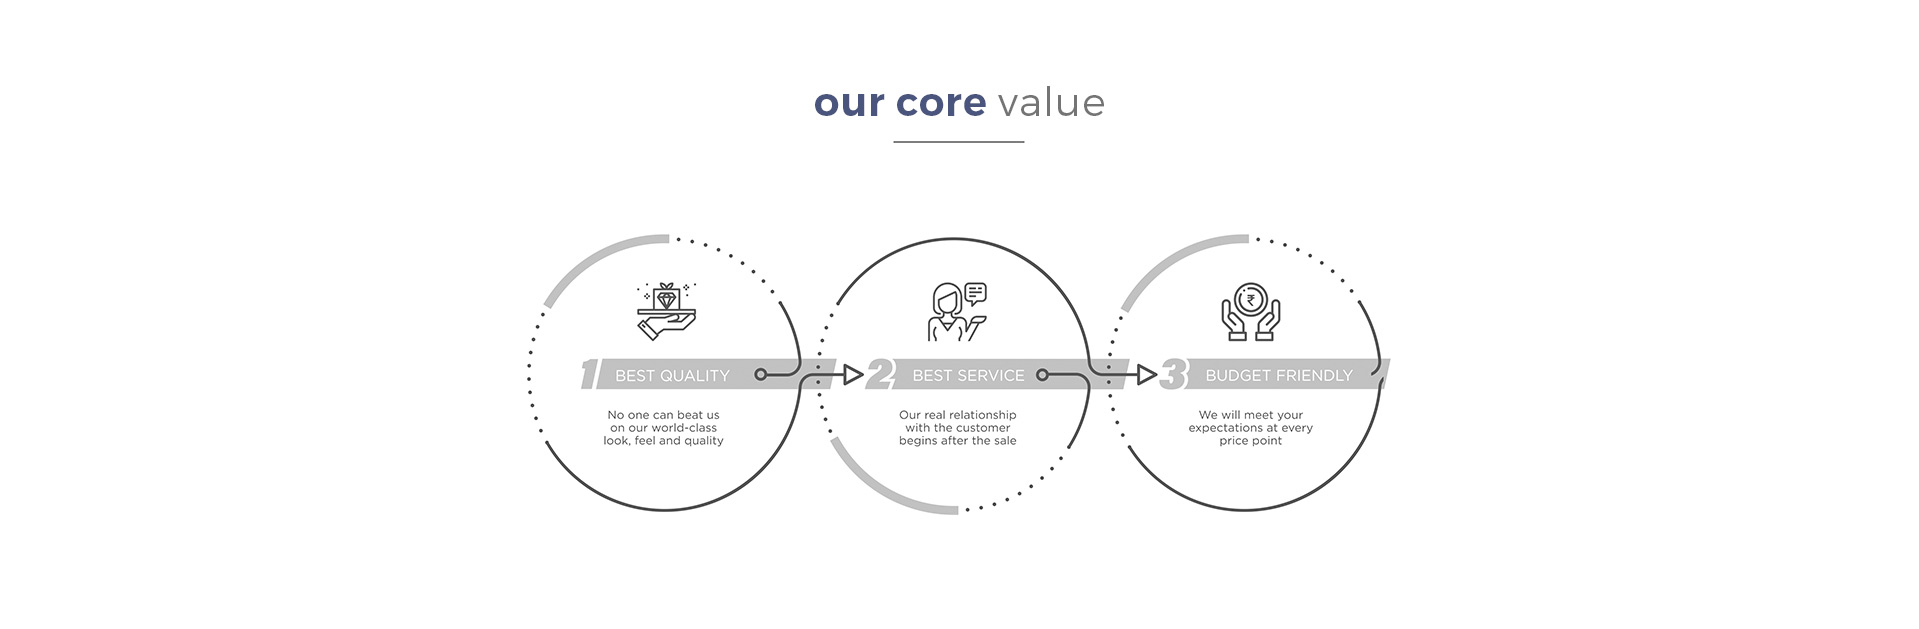 our core value
1 BEST QUALITY
No one can beat us
on our world-class
look, feel and quality
2 BEST SERVICE
Our real relationship
with the customer
begins after the sale
₹
3 BUDGET FRIENDLY
We will meet your
expectations at every
price point